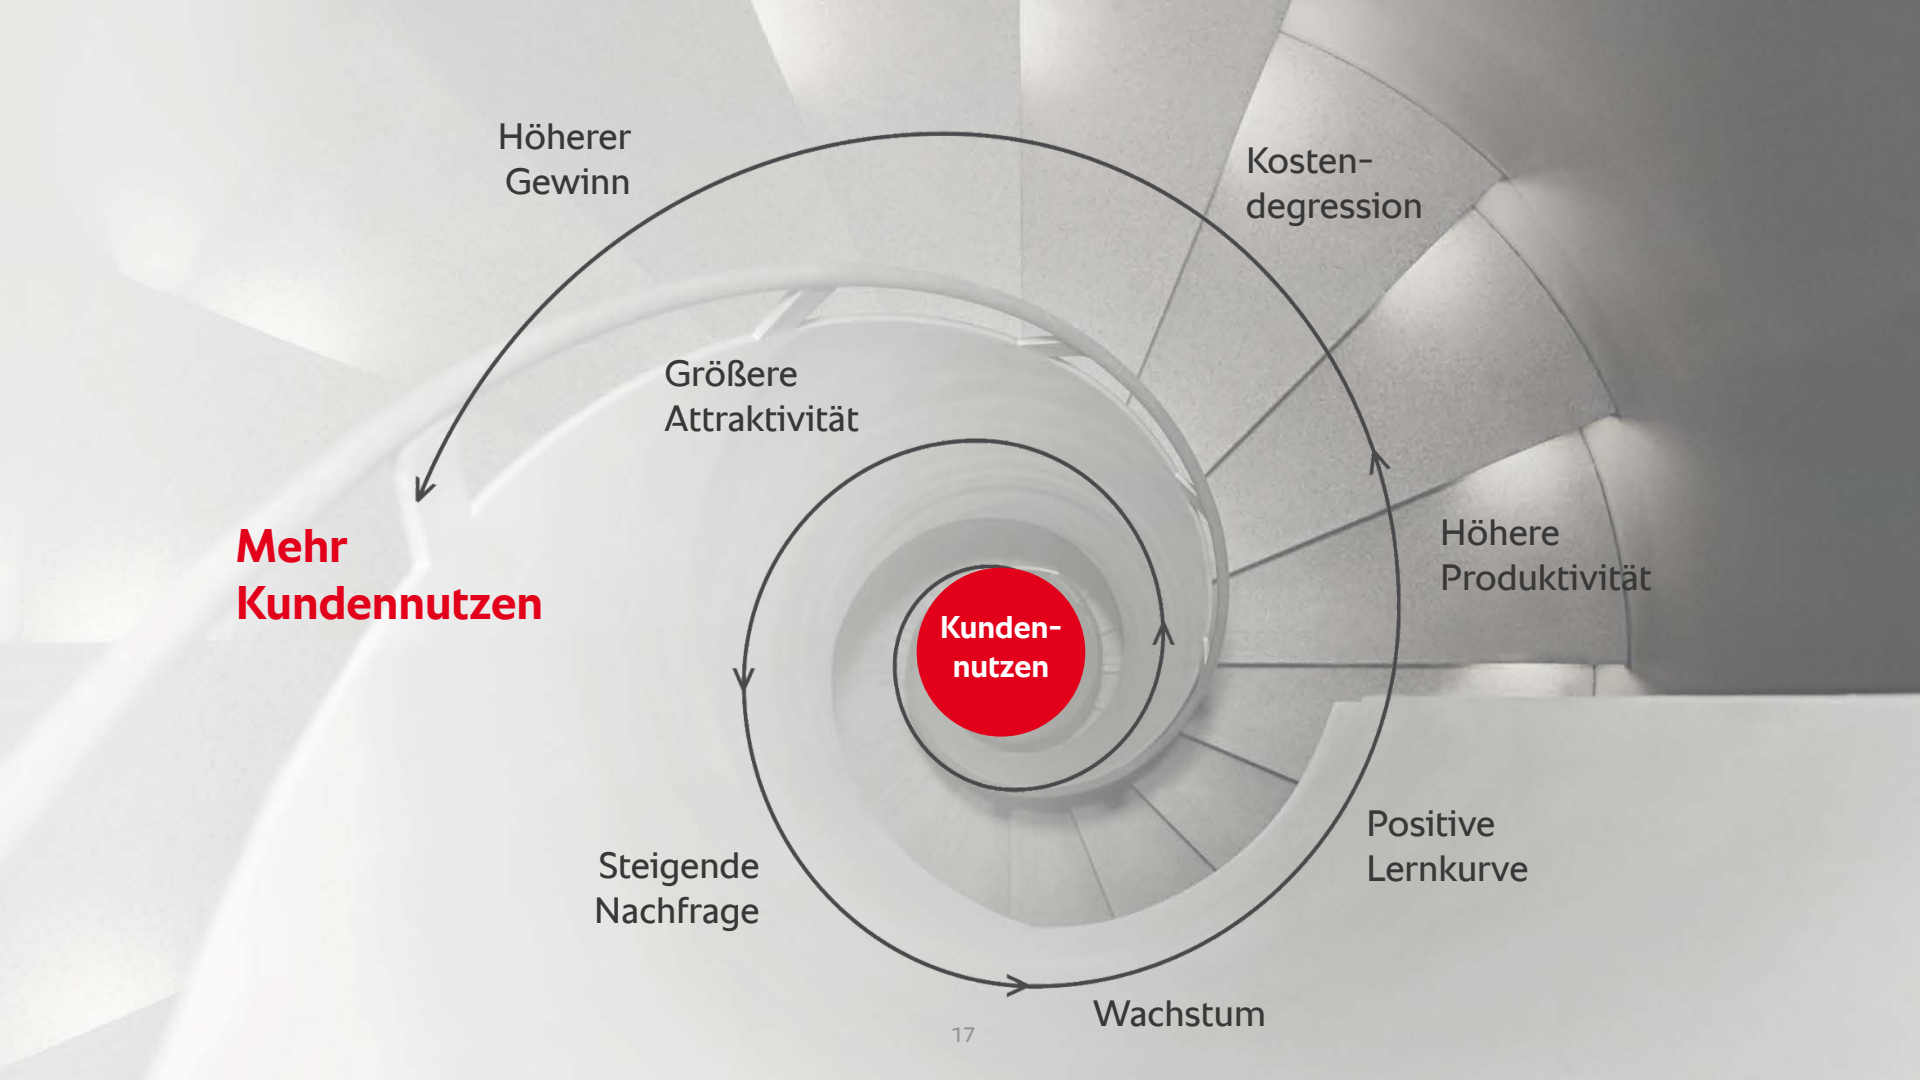 Höherer
Gewinn
Kosten-
degression
Größere
Attraktivität
Mehr
Kundennutzen
Höhere
Produktivität
Kunden-
nutzen
Positive
Lernkurve
Steigende
Nachfrage
Wachstum
17